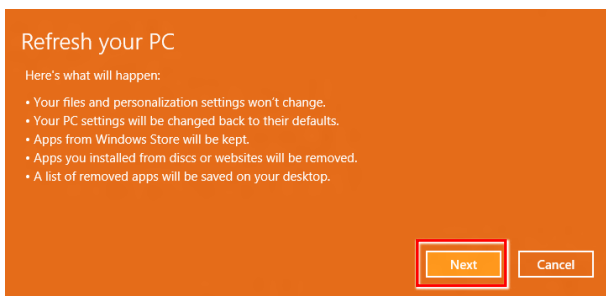 Refresh your PC
Here's what will happen:
• Your files and personalization settings won't change.
• Your PC settings will be changed back to their defaults.
• Apps from Windows Store will be kept.
• Apps you installed from discs or websites will be removed.
• A list of removed apps will be saved on your desktop.
Next Cancel